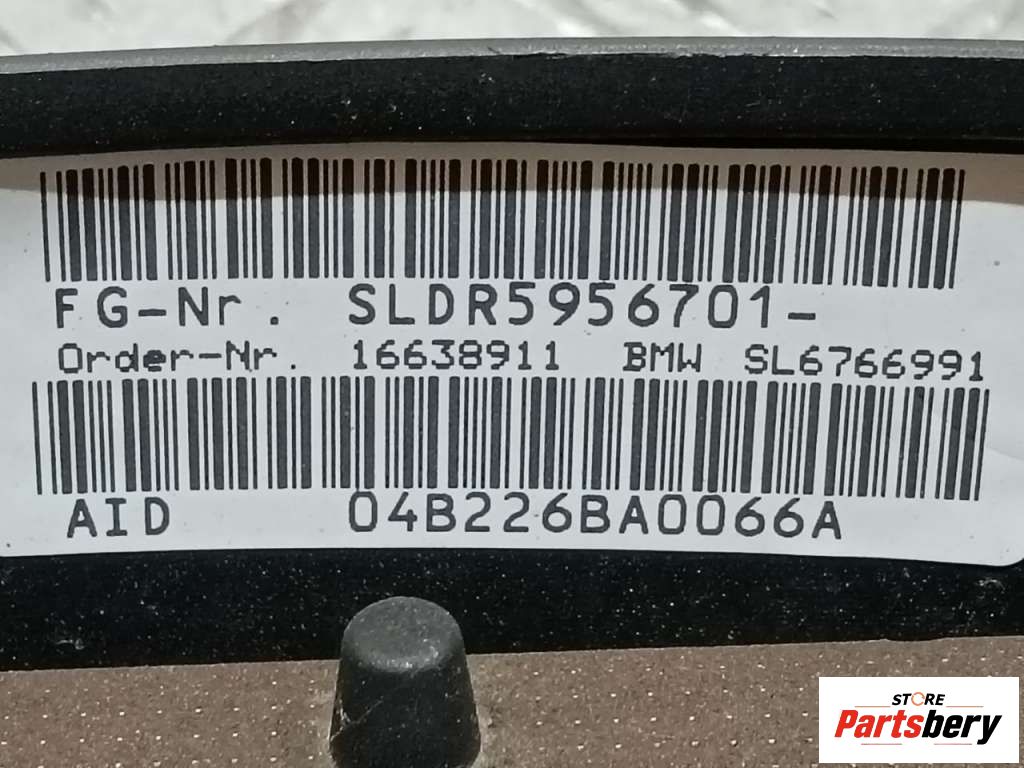 FG-Nr. SLDR5956701-
Order-Nr. 16638911 BMW SL6766991
AID 04B226BA0066A
STORE
Partsbery